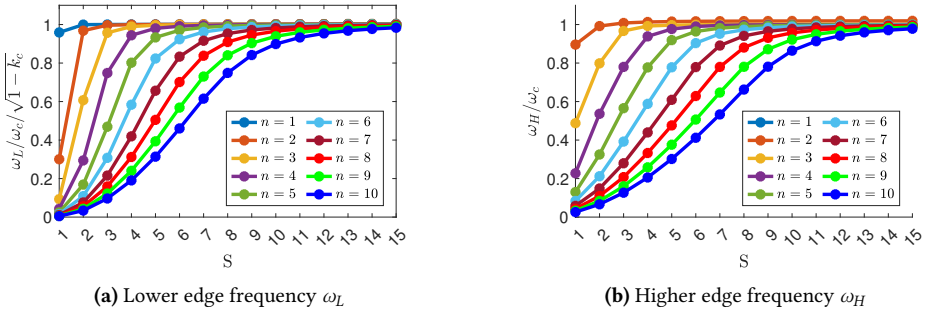 1
0.8
0.6
0.4
0.2
0
ω_L/ω_c/√1 − k_c
n = 1 n = 6
n = 2 n = 7
n = 3 n = 8
n = 4 n = 9
n = 5 n = 10
1 2 3 4 5 6 7 8 9 10 11 12 13 14 15
S
(a) Lower edge frequency ω_L
1
0.8
0.6
0.4
0.2
0
ω_H/ω_c
n = 1 n = 6
n = 2 n = 7
n = 3 n = 8
n = 4 n = 9
n = 5 n = 10
1 2 3 4 5 6 7 8 9 10 11 12 13 14 15
S
(b) Higher edge frequency ω_H